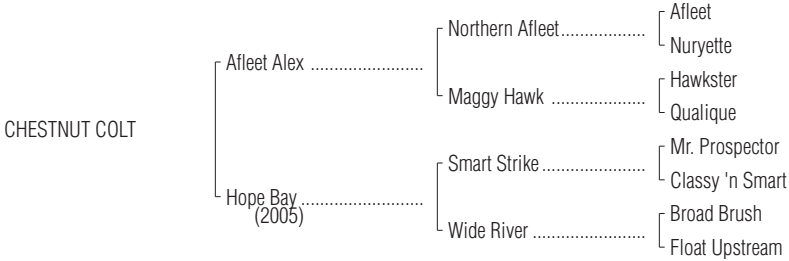 Afleet
Northern Afleet...................
Nuryette
Afleet Alex ........................
Hawkster
Maggy Hawk ....................
Qualique
CHESTNUT COLT
Mr. Prospector
Smart Strike......................
Classy 'n Smart
Hope Bay..........................
(2005)
Broad Brush
Wide River ........................
Float Upstream